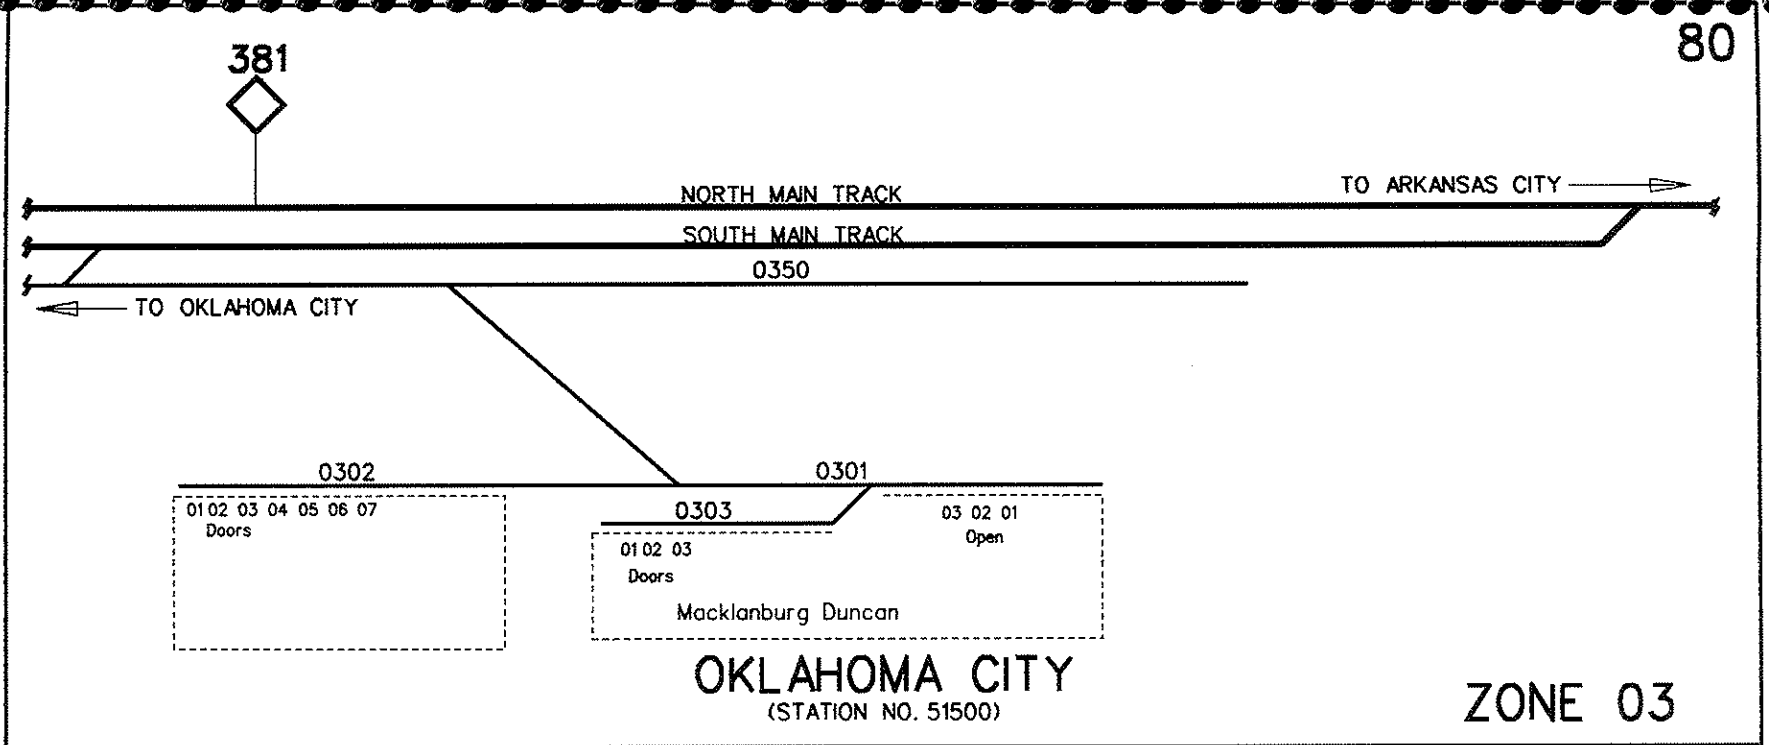 80
381
NORTH MAIN TRACK
TO ARKANSAS CITY
SOUTH MAIN TRACK
0350
TO OKLAHOMA CITY
0302
0301
01 02 03 04 05 06 07
Doors
0303
03 02 01
Open
01 02 03
Doors
Macklanburg Duncan
OKLAHOMA CITY
(STATION NO. 51500)
ZONE 03